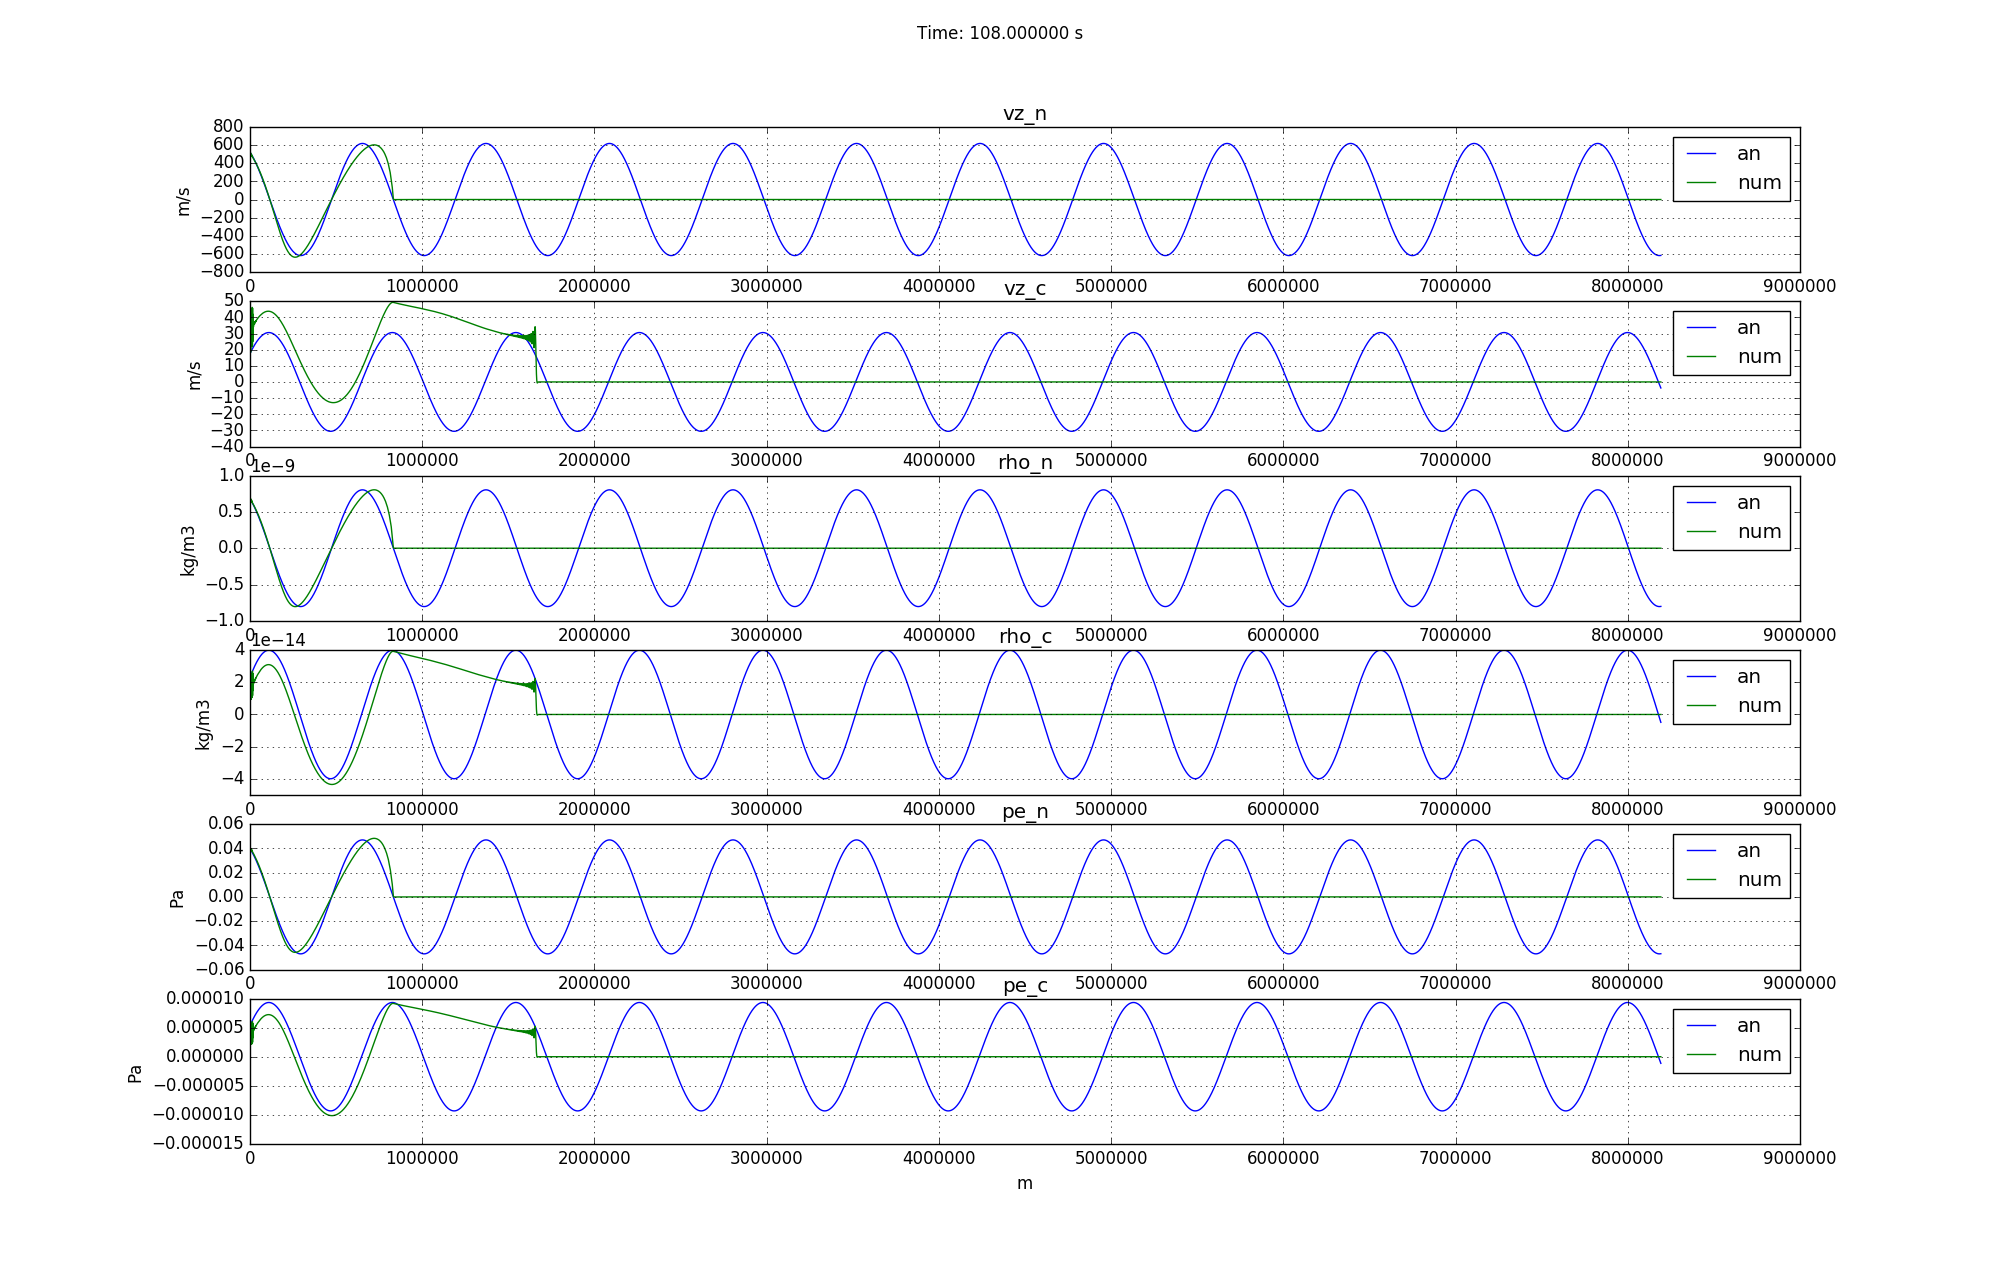 Time: 108.000000 s
vz_n
800
600
400
200
0
−200
−400
−600
−800
m/s
an
num
0 1000000 2000000 3000000 4000000 5000000 6000000 7000000 8000000 9000000
vz_c
50
40
30
20
10
0
−10
−20
−30
−40
m/s
an
num
0 1000000 2000000 3000000 4000000 5000000 6000000 7000000 8000000 9000000
1e−9
rho_n
1.0
0.5
0.0
−0.5
−1.0
kg/m3
an
num
0 1000000 2000000 3000000 4000000 5000000 6000000 7000000 8000000 9000000
1e−14
rho_c
4
2
0
−2
−4
kg/m3
an
num
0 1000000 2000000 3000000 4000000 5000000 6000000 7000000 8000000 9000000
pe_n
0.06
0.04
0.02
0.00
−0.02
−0.04
−0.06
Pa
an
num
0 1000000 2000000 3000000 4000000 5000000 6000000 7000000 8000000 9000000
pe_c
0.000010
0.000005
0.000000
−0.000005
−0.000010
−0.000015
Pa
an
num
0 1000000 2000000 3000000 4000000 5000000 6000000 7000000 8000000 9000000
m